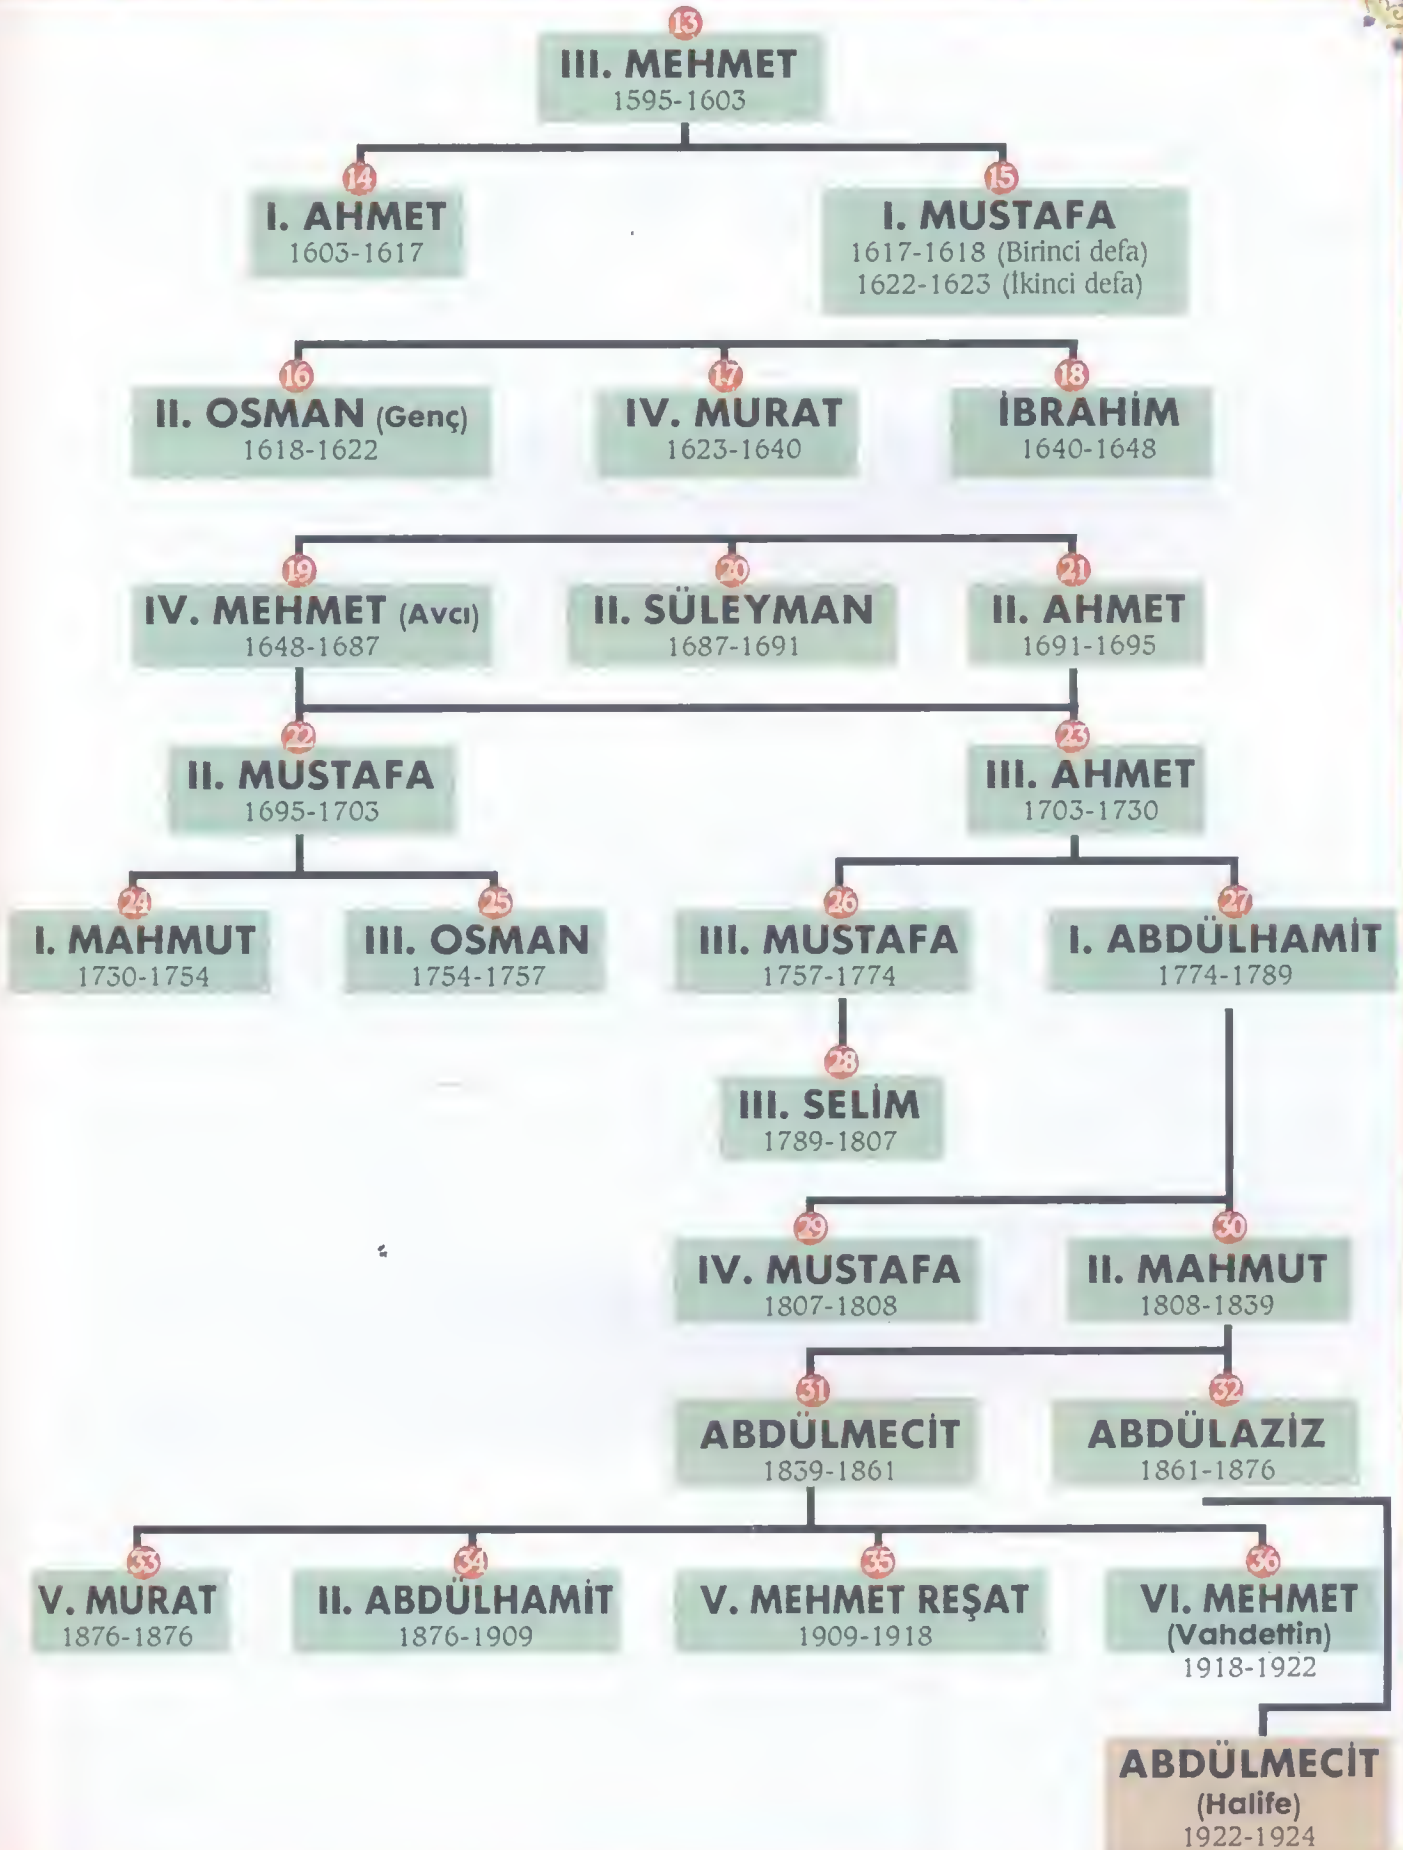 13
III. MEHMET
1595-1603
14
I. AHMET
1603-1617
15
I. MUSTAFA
1617-1618 (Birinci defa)
1622-1623 (İkinci defa)
16
II. OSMAN (Genç)
1618-1622
17
IV. MURAT
1623-1640
18
İBRAHİM
1640-1648
19
IV. MEHMET (Avcı)
1648-1687
20
II. SÜLEYMAN
1687-1691
21
II. AHMET
1691-1695
22
II. MUSTAFA
1695-1703
23
III. AHMET
1703-1730
24
I. MAHMUT
1730-1754
25
III. OSMAN
1754-1757
26
III. MUSTAFA
1757-1774
27
I. ABDÜLHAMİT
1774-1789
28
III. SELİM
1789-1807
29
IV. MUSTAFA
1807-1808
30
II. MAHMUT
1808-1839
31
ABDÜLMECİT
1839-1861
32
ABDÜLAZİZ
1861-1876
33
V. MURAT
1876-1876
34
II. ABDÜLHAMİT
1876-1909
35
V. MEHMET REŞAT
1909-1918
36
VI. MEHMET
(Vahdettin)
1918-1922
ABDÜLMECİT
(Halife)
1922-1924